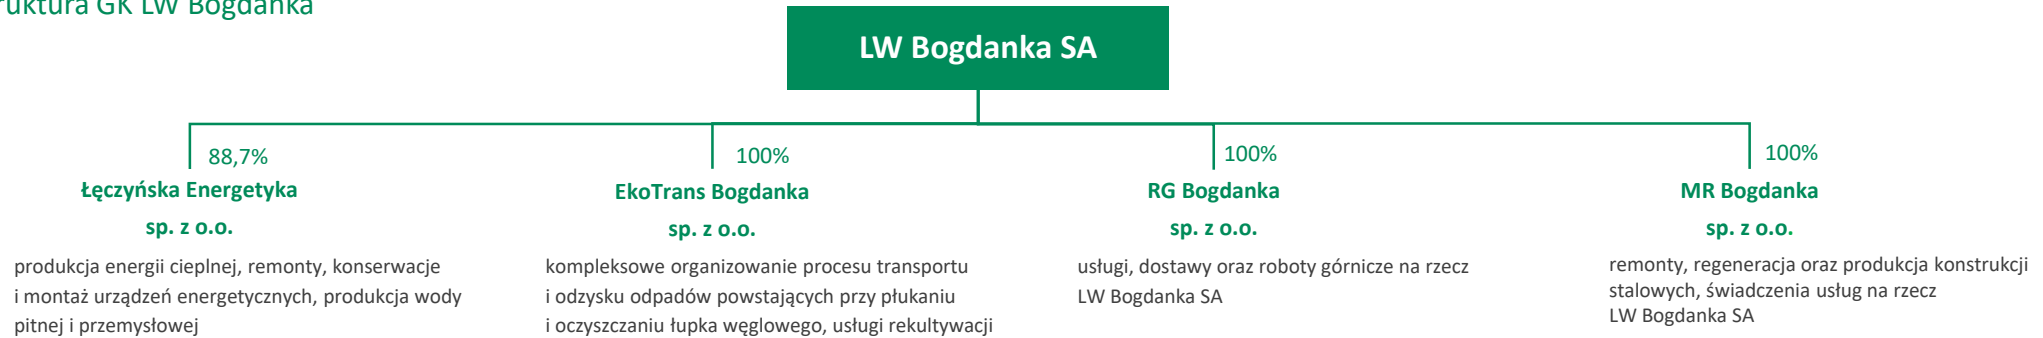 GK LW Bogdanka
LW Bogdanka SA
88,7%
Łęczyńska Energetyka
sp. z o.o.
produkcja energii cieplnej, remonty, konserwacje
i montaż urządzeń energetycznych, produkcja wody
pitnej i przemysłowej
100%
EkoTrans Bogdanka
sp. z o.o.
kompleksowe organizowanie procesu transportu
i odzysku odpadów powstających przy płukaniu
i oczyszczaniu łupka węglowego, usługi rekultywacji
100%
RG Bogdanka
sp. z o.o.
usługi, dostawy oraz roboty górnicze na rzecz
LW Bogdanka SA
100%
MR Bogdanka
sp. z o.o.
remonty, regeneracja oraz produkcja konstrukcji
stalowych, świadczenia usług na rzecz
LW Bogdanka SA